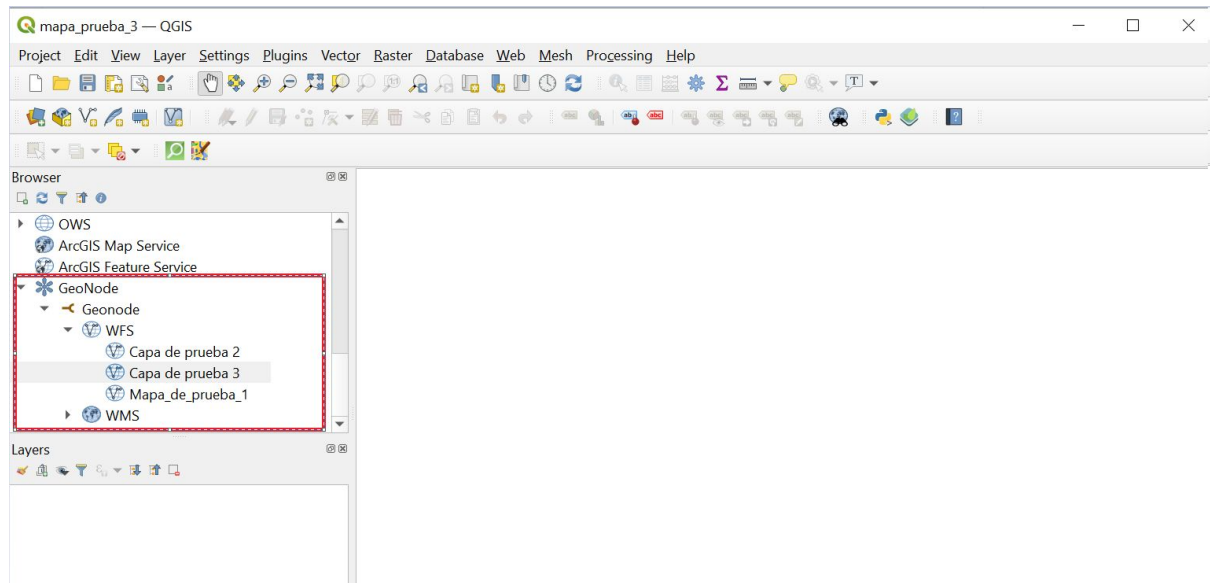 mapa_prueba_3 — QGIS
Project Edit View Layer Settings Plugins Vector Raster Database Web Mesh Processing Help
Browser
OWS
ArcGIS Map Service
ArcGIS Feature Service
GeoNode
Geonode
WFS
Capa de prueba 2
Capa de prueba 3
Mapa_de_prueba_1
WMS
Layers